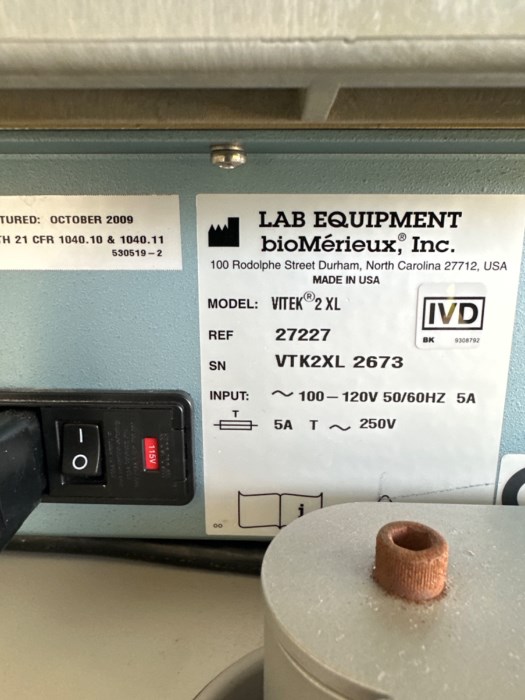 TURED: OCTOBER 2009
TH 21 CFR 1040.10 & 1040.11
530519-2
LAB EQUIPMENT
bioMérieux,® Inc.
100 Rodolphe Street Durham, North Carolina 27712, USA
MADE IN USA
MODEL: VITEK® 2 XL
IVD
BK 9308792
REF 27227
SN VTK2XL 2673
INPUT: ~ 100-120V 50/60HZ 5A
T 5A T ~ 250V
115V
i